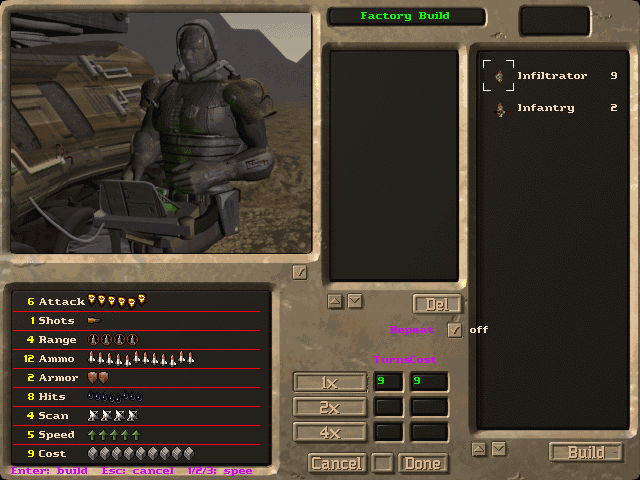 Factory Build
Infiltrator 9
Infantry 2
6 Attack
1 Shots
4 Range
12 Ammo
2 Armor
8 Hits
4 Scan
5 Speed
9 Cost
Enter: build Esc: cancel 1/2/3: spee
Del
Repeat off
TurnsCost
1x 9 9
2x
4x
Cancel Done
Build